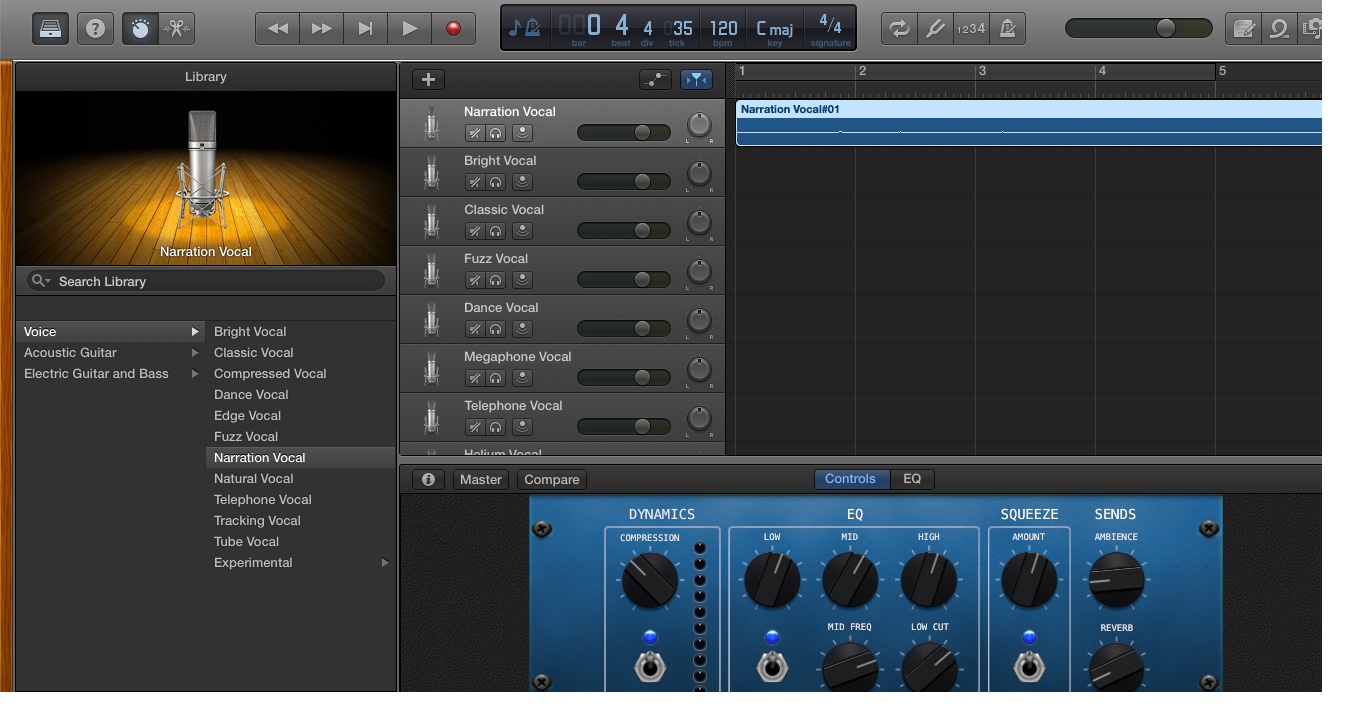 0 4 4 35 120 C maj 4/4
bar beat div tick bpm key signature
1234
Library
Narration Vocal
Search Library
Voice
Acoustic Guitar
Electric Guitar and Bass
Bright Vocal
Classic Vocal
Compressed Vocal
Dance Vocal
Edge Vocal
Fuzz Vocal
Narration Vocal
Natural Vocal
Telephone Vocal
Tracking Vocal
Tube Vocal
Experimental
1 2 3 4 5
Narration Vocal
L R
Bright Vocal
L R
Classic Vocal
L R
Fuzz Vocal
L R
Dance Vocal
L R
Megaphone Vocal
L R
Telephone Vocal
L R
Helium Vocal
Narration Vocal#01
Master Compare Controls EQ
DYNAMICS EQ SQUEEZE SENDS
COMPRESSION LOW MID HIGH AMOUNT AMBIENCE
MID FREQ LOW CUT REVERB